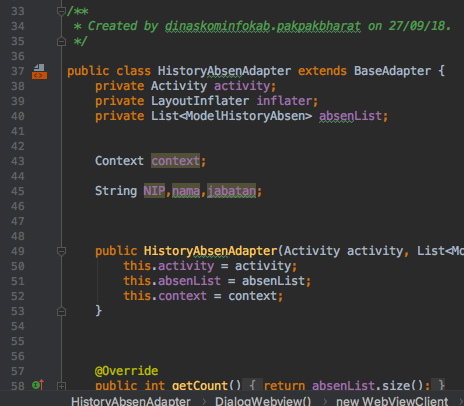 33 /**
34 * Created by dinaskominfokab.pakpakbharat on 27/09/18.
35 */
36
37 public class HistoryAbsenAdapter extends BaseAdapter {
38 private Activity activity;
39 private LayoutInflater inflater;
40 private List<ModelHistoryAbsen> absenList;
41
42
43 Context context;
44
45 String NIP,nama,jabatan;
46
47
48
49 public HistoryAbsenAdapter(Activity activity, List<Mo
50 this.activity = activity;
51 this.absenList = absenList;
52 this.context = context;
53 }
54
55
56
57 @Override
58 public int getCount() { return absenList.size(); }
HistoryAbsenAdapter › DialogWebview() › new WebViewClient